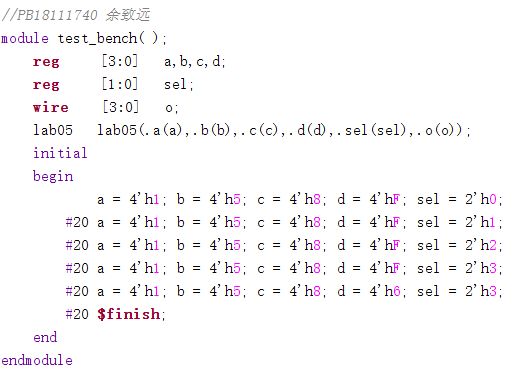 //PB18111740 余致远
module test_bench( );
    reg     [3:0]   a,b,c,d;
    reg     [1:0]   sel;
    wire    [3:0]   o;
    lab05   lab05(.a(a),.b(b),.c(c),.d(d),.sel(sel),.o(o));
    initial
    begin
            a = 4'h1; b = 4'h5; c = 4'h8; d = 4'hF; sel = 2'h0;
        #20 a = 4'h1; b = 4'h5; c = 4'h8; d = 4'hF; sel = 2'h1;
        #20 a = 4'h1; b = 4'h5; c = 4'h8; d = 4'hF; sel = 2'h2;
        #20 a = 4'h1; b = 4'h5; c = 4'h8; d = 4'hF; sel = 2'h3;
        #20 a = 4'h1; b = 4'h5; c = 4'h8; d = 4'h6; sel = 2'h3;
        #20 $finish;
    end
endmodule